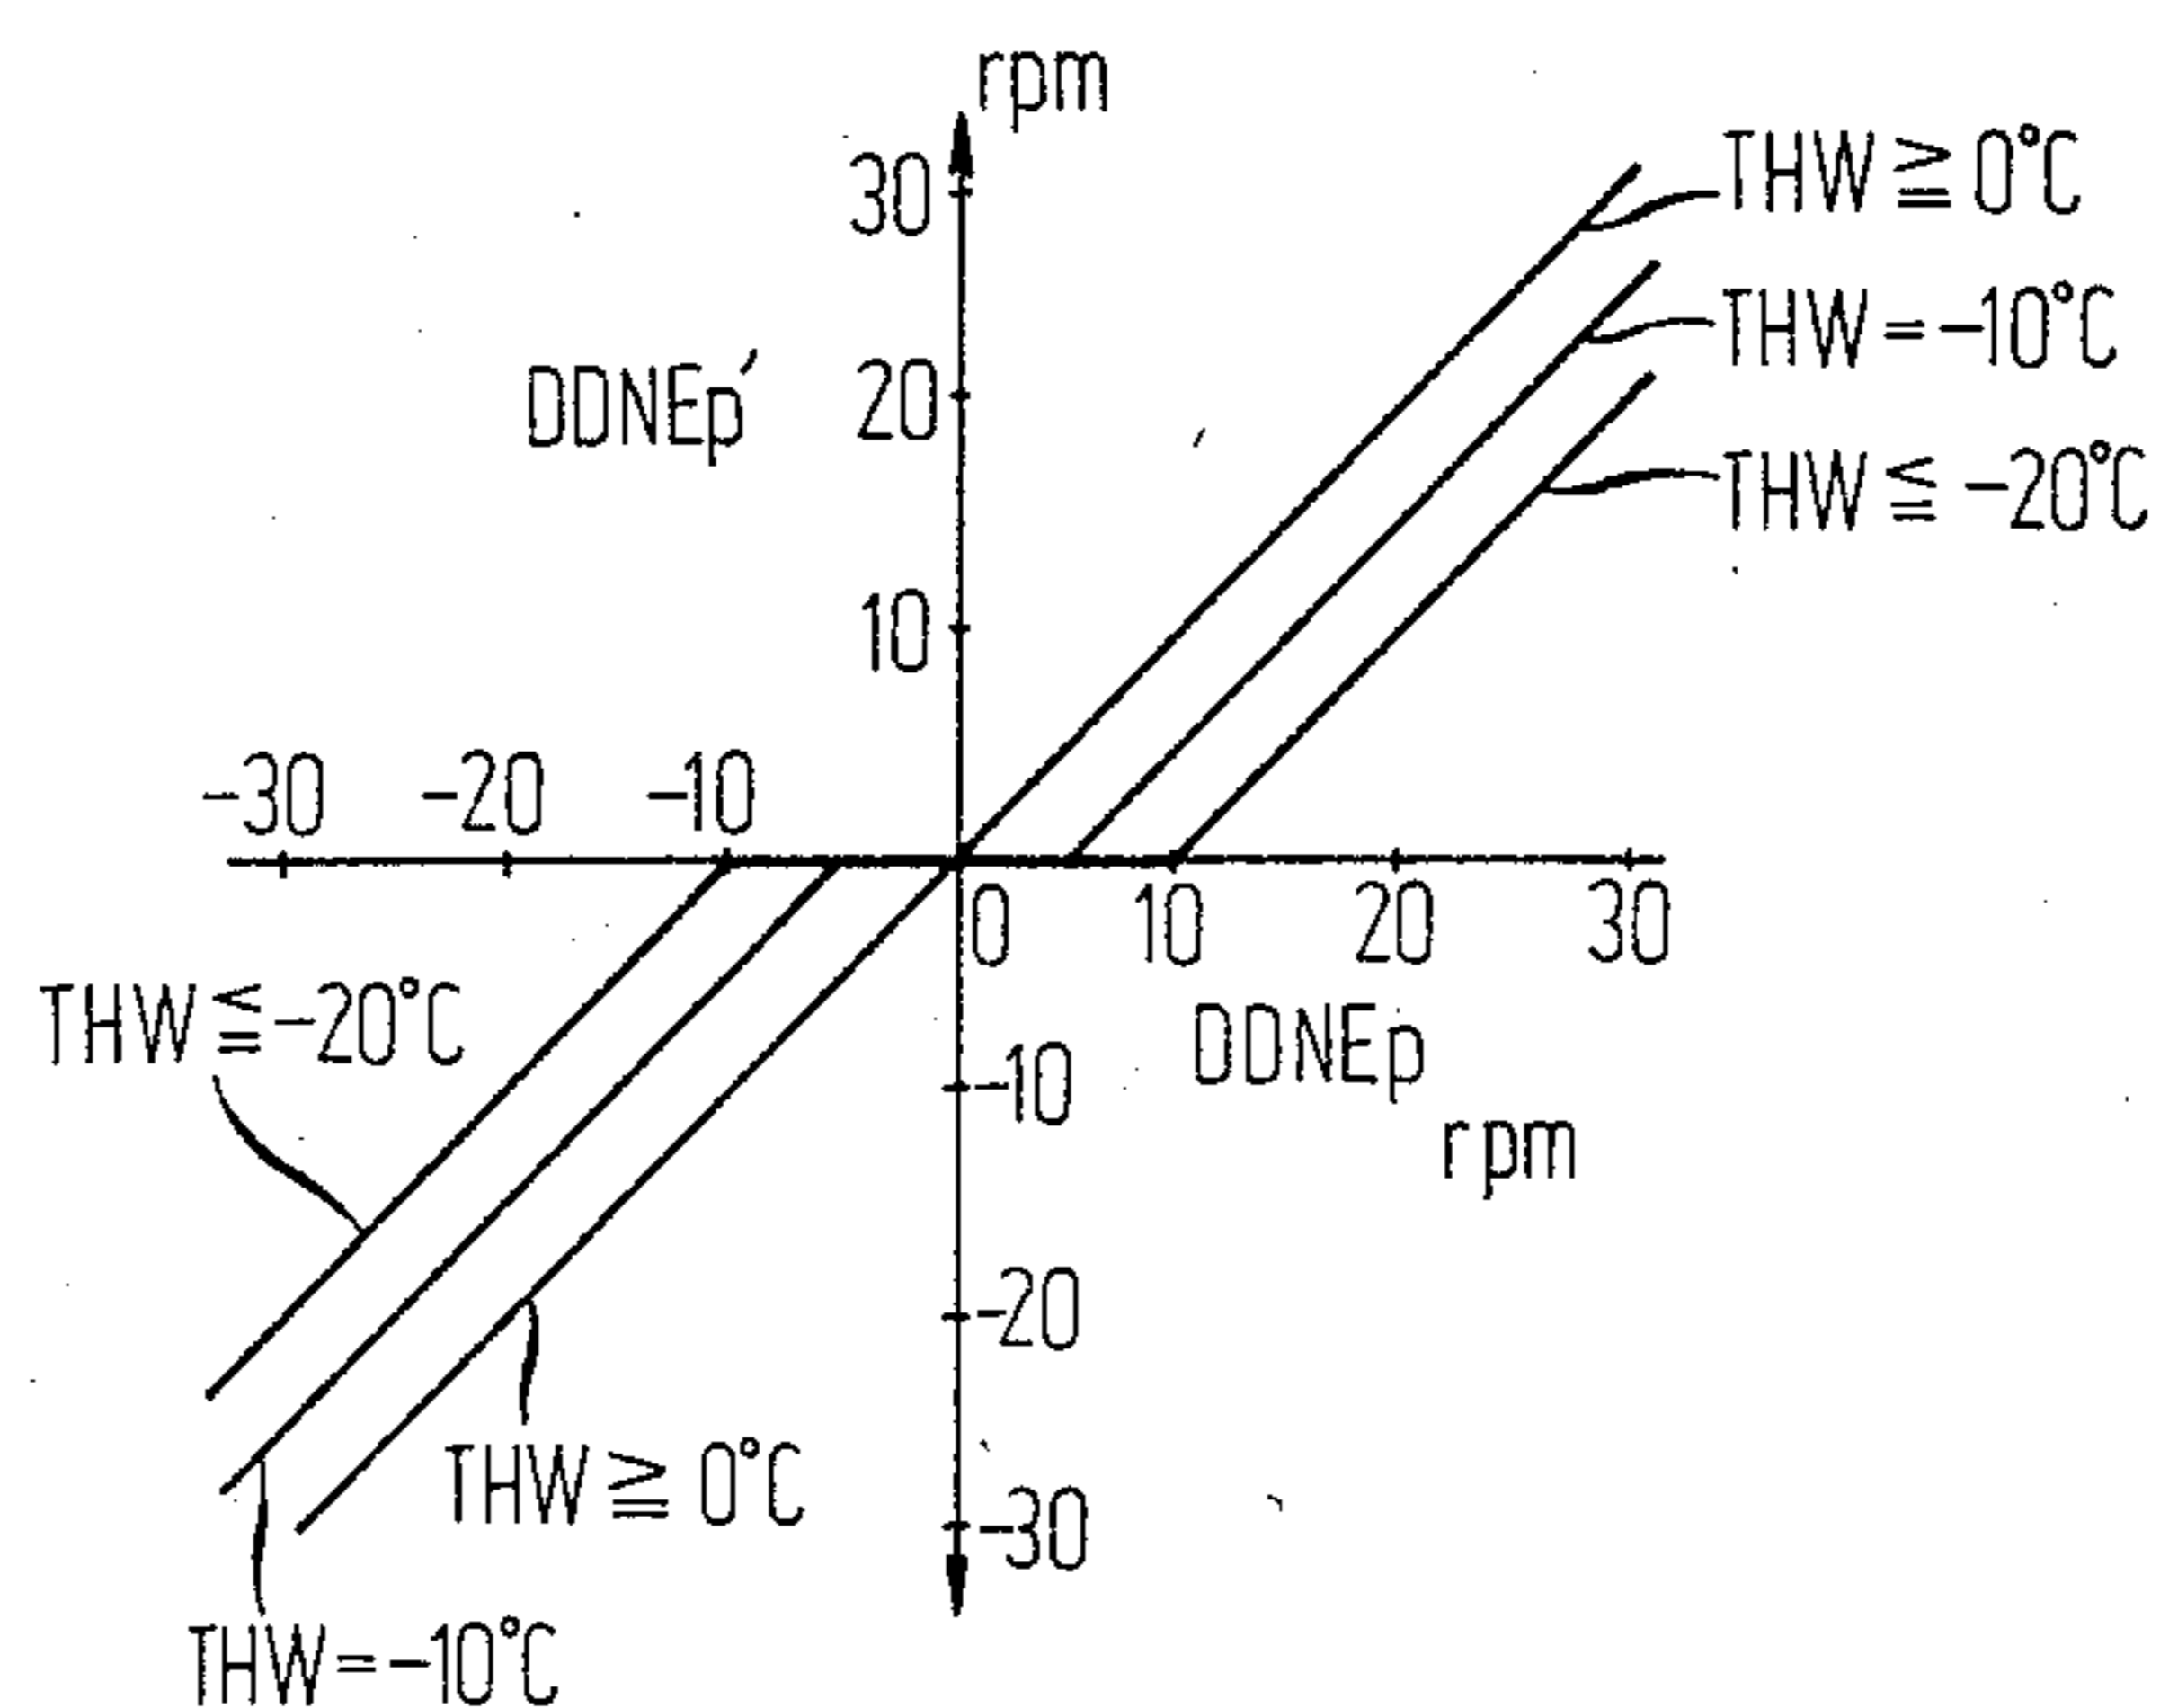 rpm
30
THW ≧ 0°C
THW = -10°C
DDNEp'
20
THW ≦ -20°C
10
-30 -20 -10
0 10 20 30
THW ≦ -20°C
DDNEp
-10
rpm
-20
THW ≧ 0°C
-30
THW = -10°C